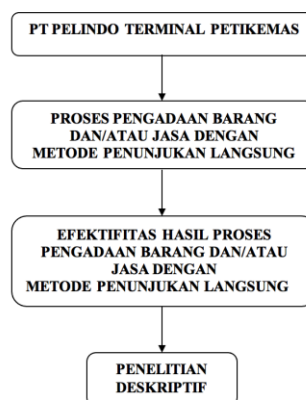 PT PELINDO TERMINAL PETIKEMAS
PROSES PENGADAAN BARANG
DAN/ATAU JASA DENGAN
METODE PENUNJUKAN LANGSUNG
EFEKTIFITAS HASIL PROSES
PENGADAAN BARANG DAN/ATAU
JASA DENGAN
METODE PENUNJUKAN LANGSUNG
PENELITIAN
DESKRIPTIF